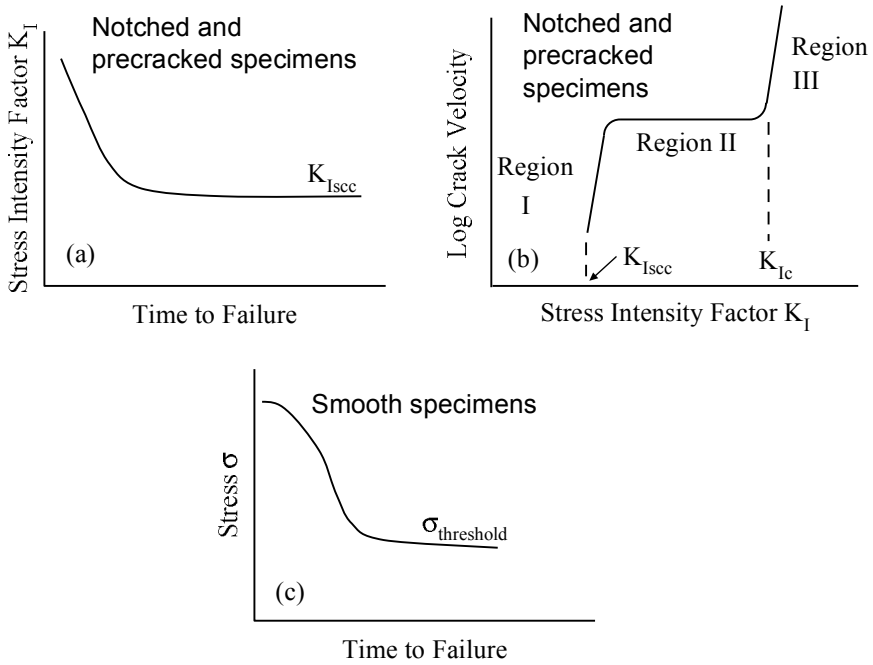 Notched and
precracked specimens
Stress Intensity Factor K_I
K_Iscc
(a)
Time to Failure
Notched and
precracked
specimens
Region
III
Log Crack Velocity
Region II
Region
I
(b)
K_Iscc
K_Ic
Stress Intensity Factor K_I
Smooth specimens
Stress σ
σ_threshold
(c)
Time to Failure